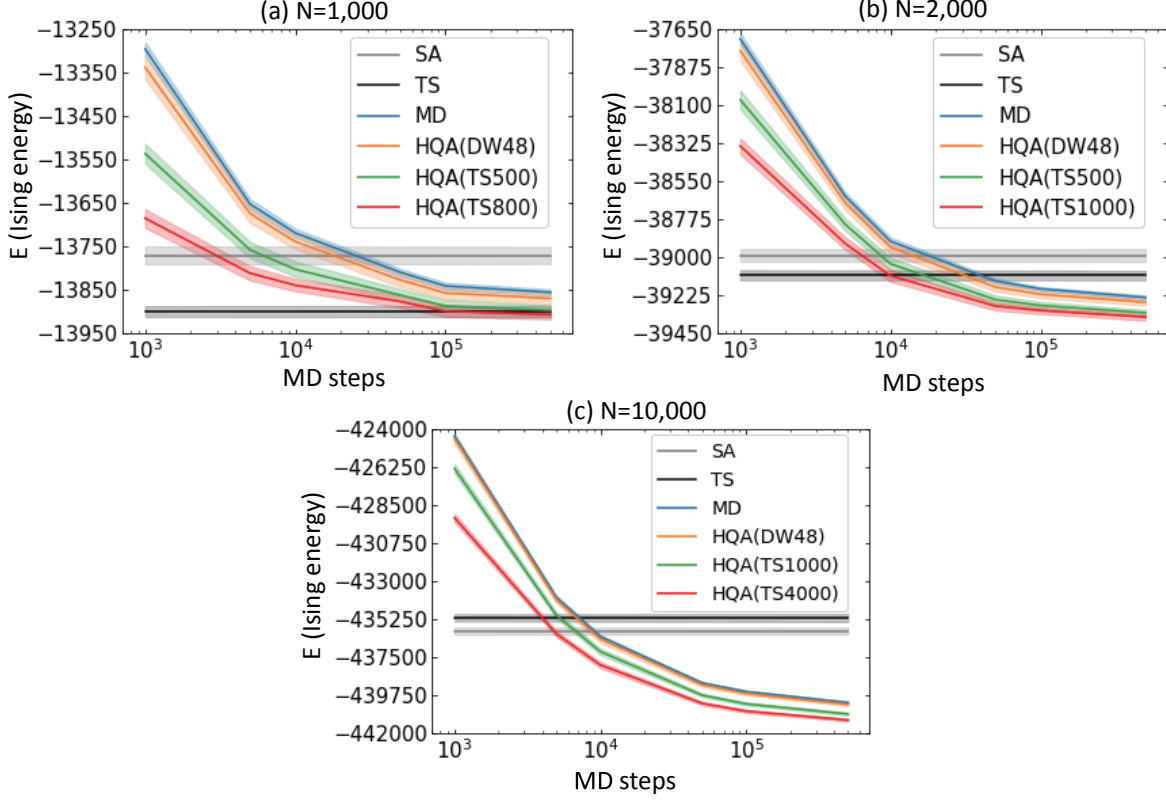 (a) N=1,000
E (Ising energy)
−13250
−13350
−13450
−13550
−13650
−13750
−13850
−13950
SA
TS
MD
HQA(DW48)
HQA(TS500)
HQA(TS800)
10³
10⁴
10⁵
MD steps
(b) N=2,000
E (Ising energy)
−37650
−37875
−38100
−38325
−38550
−38775
−39000
−39225
−39450
SA
TS
MD
HQA(DW48)
HQA(TS500)
HQA(TS1000)
10³
10⁴
10⁵
MD steps
(c) N=10,000
E (Ising energy)
−424000
−426250
−428500
−430750
−433000
−435250
−437500
−439750
−442000
SA
TS
MD
HQA(DW48)
HQA(TS1000)
HQA(TS4000)
10³
10⁴
10⁵
MD steps